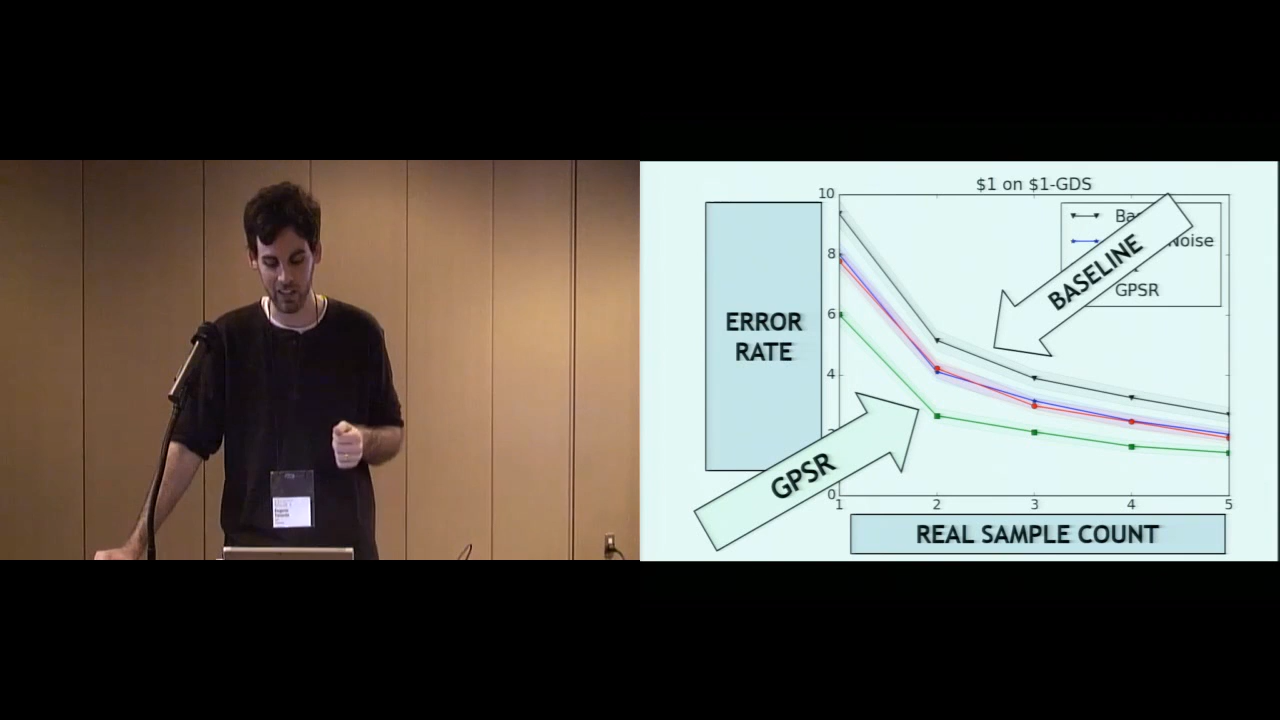 $1 on $1-GDS
10
8
6
4
0
1
2
3
4
5
ERROR
RATE
BASELINE
Noise
GPSR
GPSR
REAL SAMPLE COUNT